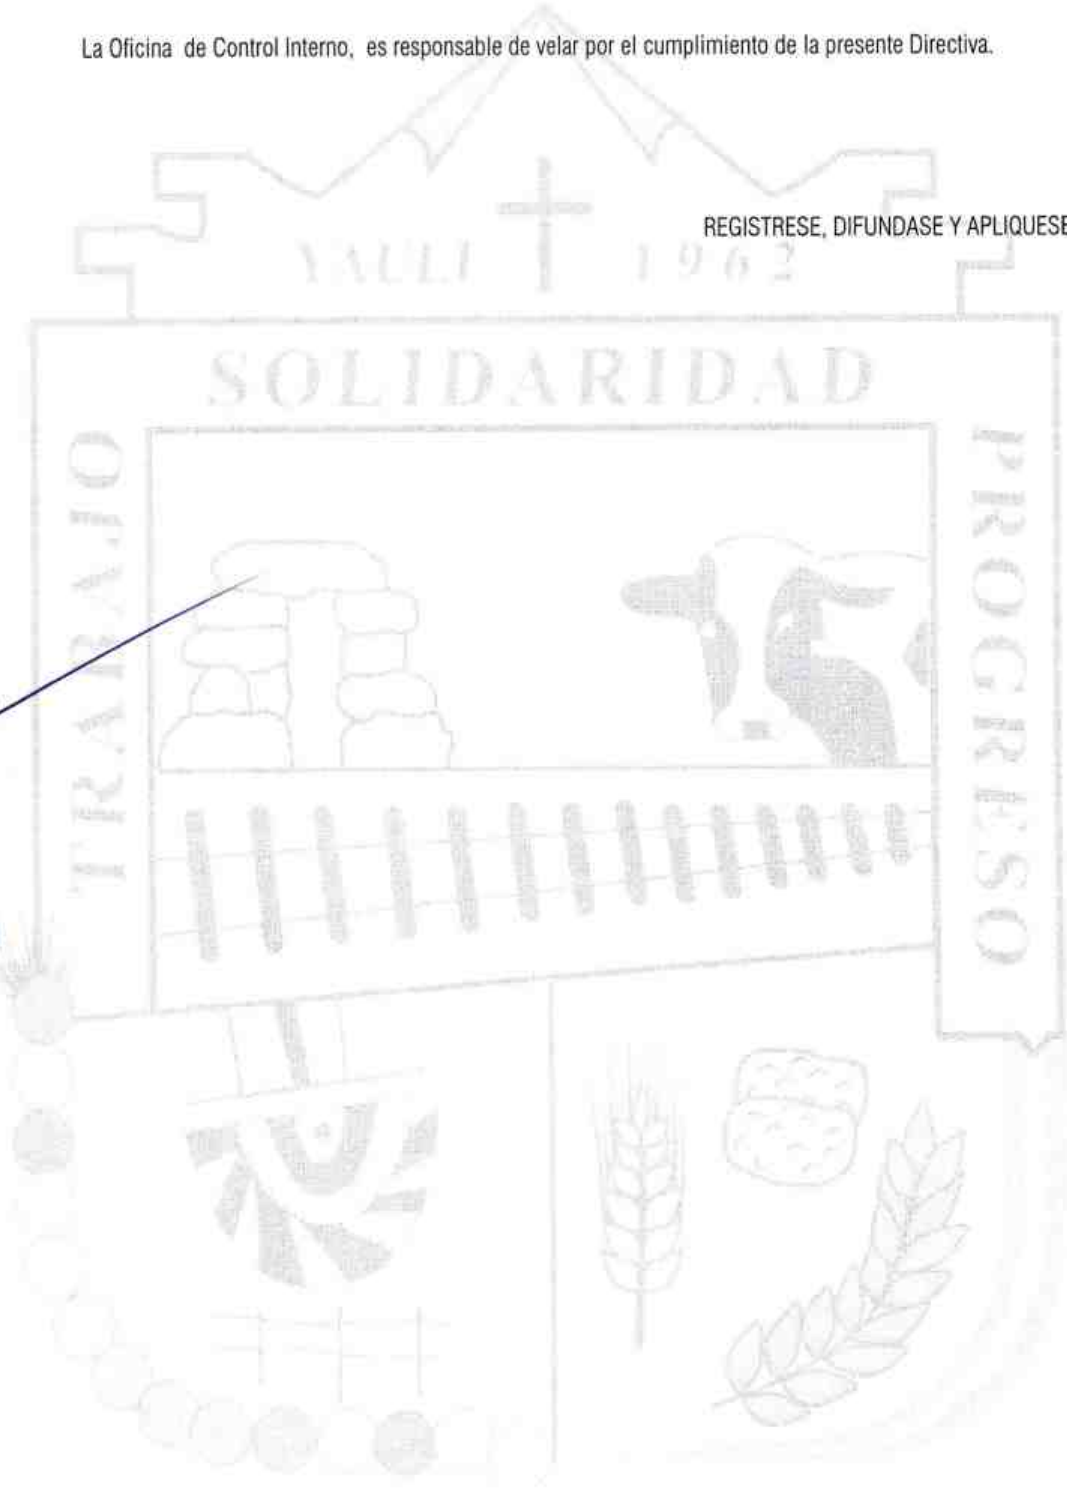 La Oficina de Control Interno, es responsable de velar por el cumplimiento de la presente Directiva.
REGISTRESE, DIFUNDASE Y APLIQUESE
YAULI 1962
SOLIDARIDAD
TRABAJO
PROGRESO